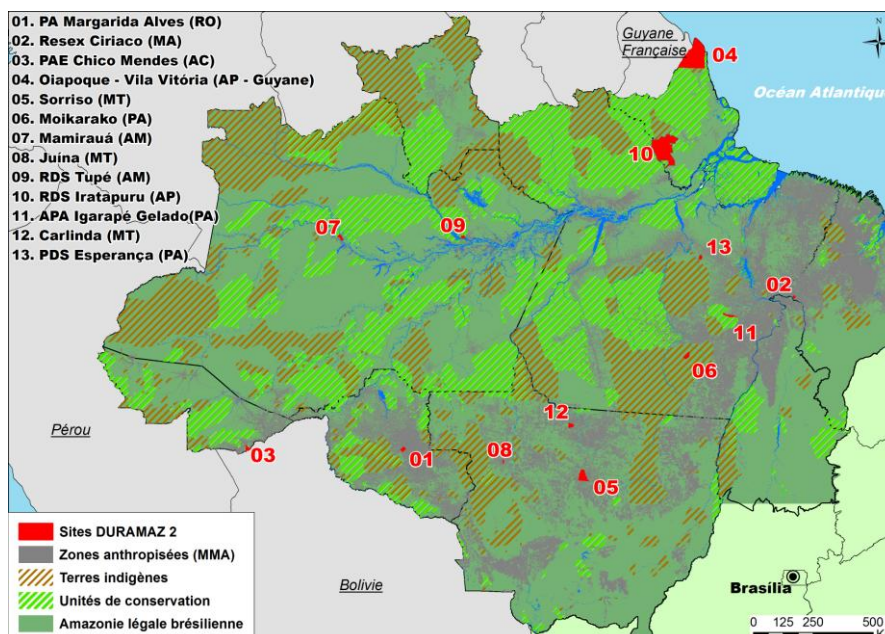 01. PA Margarida Alves (RO)
02. Resex Ciriaco (MA)
03. PAE Chico Mendes (AC)
04. Oiapoque - Vila Vitória (AP - Guyane)
05. Sorriso (MT)
06. Moikarako (PA)
07. Mamirauá (AM)
08. Juína (MT)
09. RDS Tupé (AM)
10. RDS Iratapuru (AP)
11. APA Igarapé Gelado(PA)
12. Carlinda (MT)
13. PDS Esperança (PA)
Guyane
Française
04
Océan Atlantique
10
07
09
13
02
11
06
12
Pérou
03
01
08
05
Bolivie
Brasília
Sites DURAMAZ 2
Zones anthropisées (MMA)
Terres indigènes
Unités de conservation
Amazonie légale brésilienne
0 125 250 500